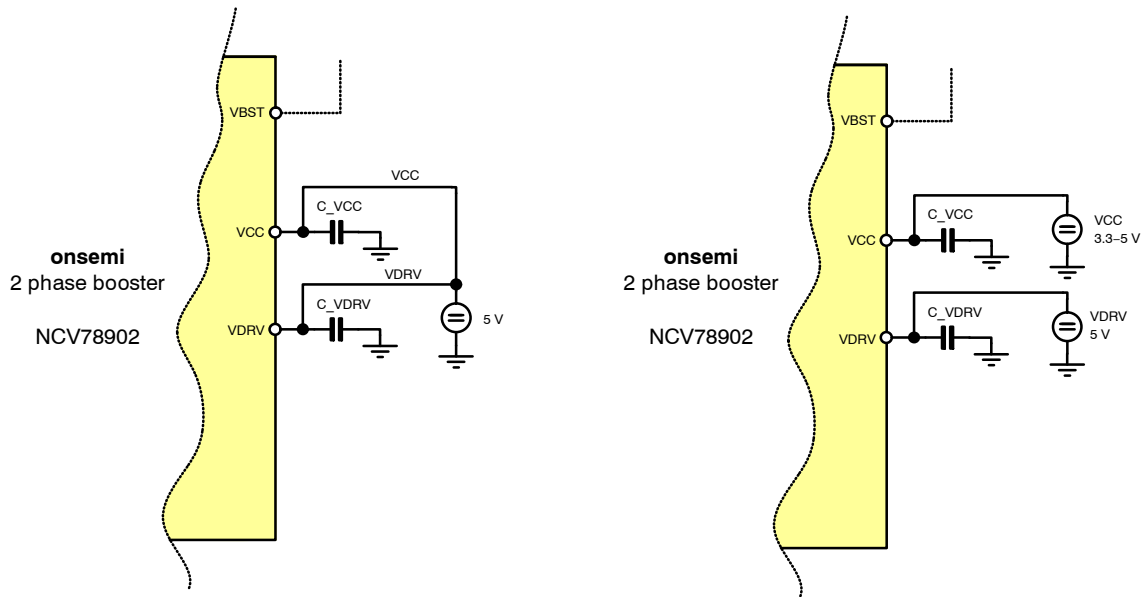 VBST
VCC
C_VCC
VCC
onsemi
2 phase booster
VDRV
C_VDRV
NCV78902
VDRV
5 V
VBST
C_VCC
VCC
3.3–5 V
VCC
onsemi
2 phase booster
C_VDRV
VDRV
5 V
NCV78902
VDRV